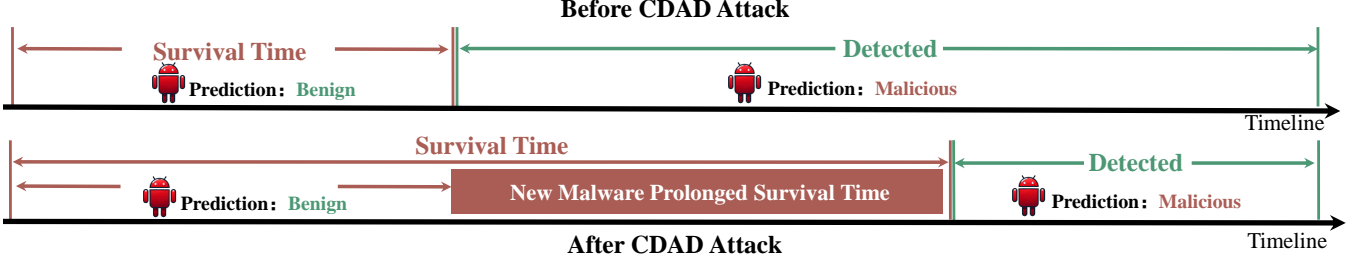 Before CDAD Attack
Survival Time
Detected
Prediction：Benign
Prediction：Malicious
Timeline
Survival Time
Detected
Prediction：Benign
New Malware Prolonged Survival Time
Prediction：Malicious
After CDAD Attack
Timeline